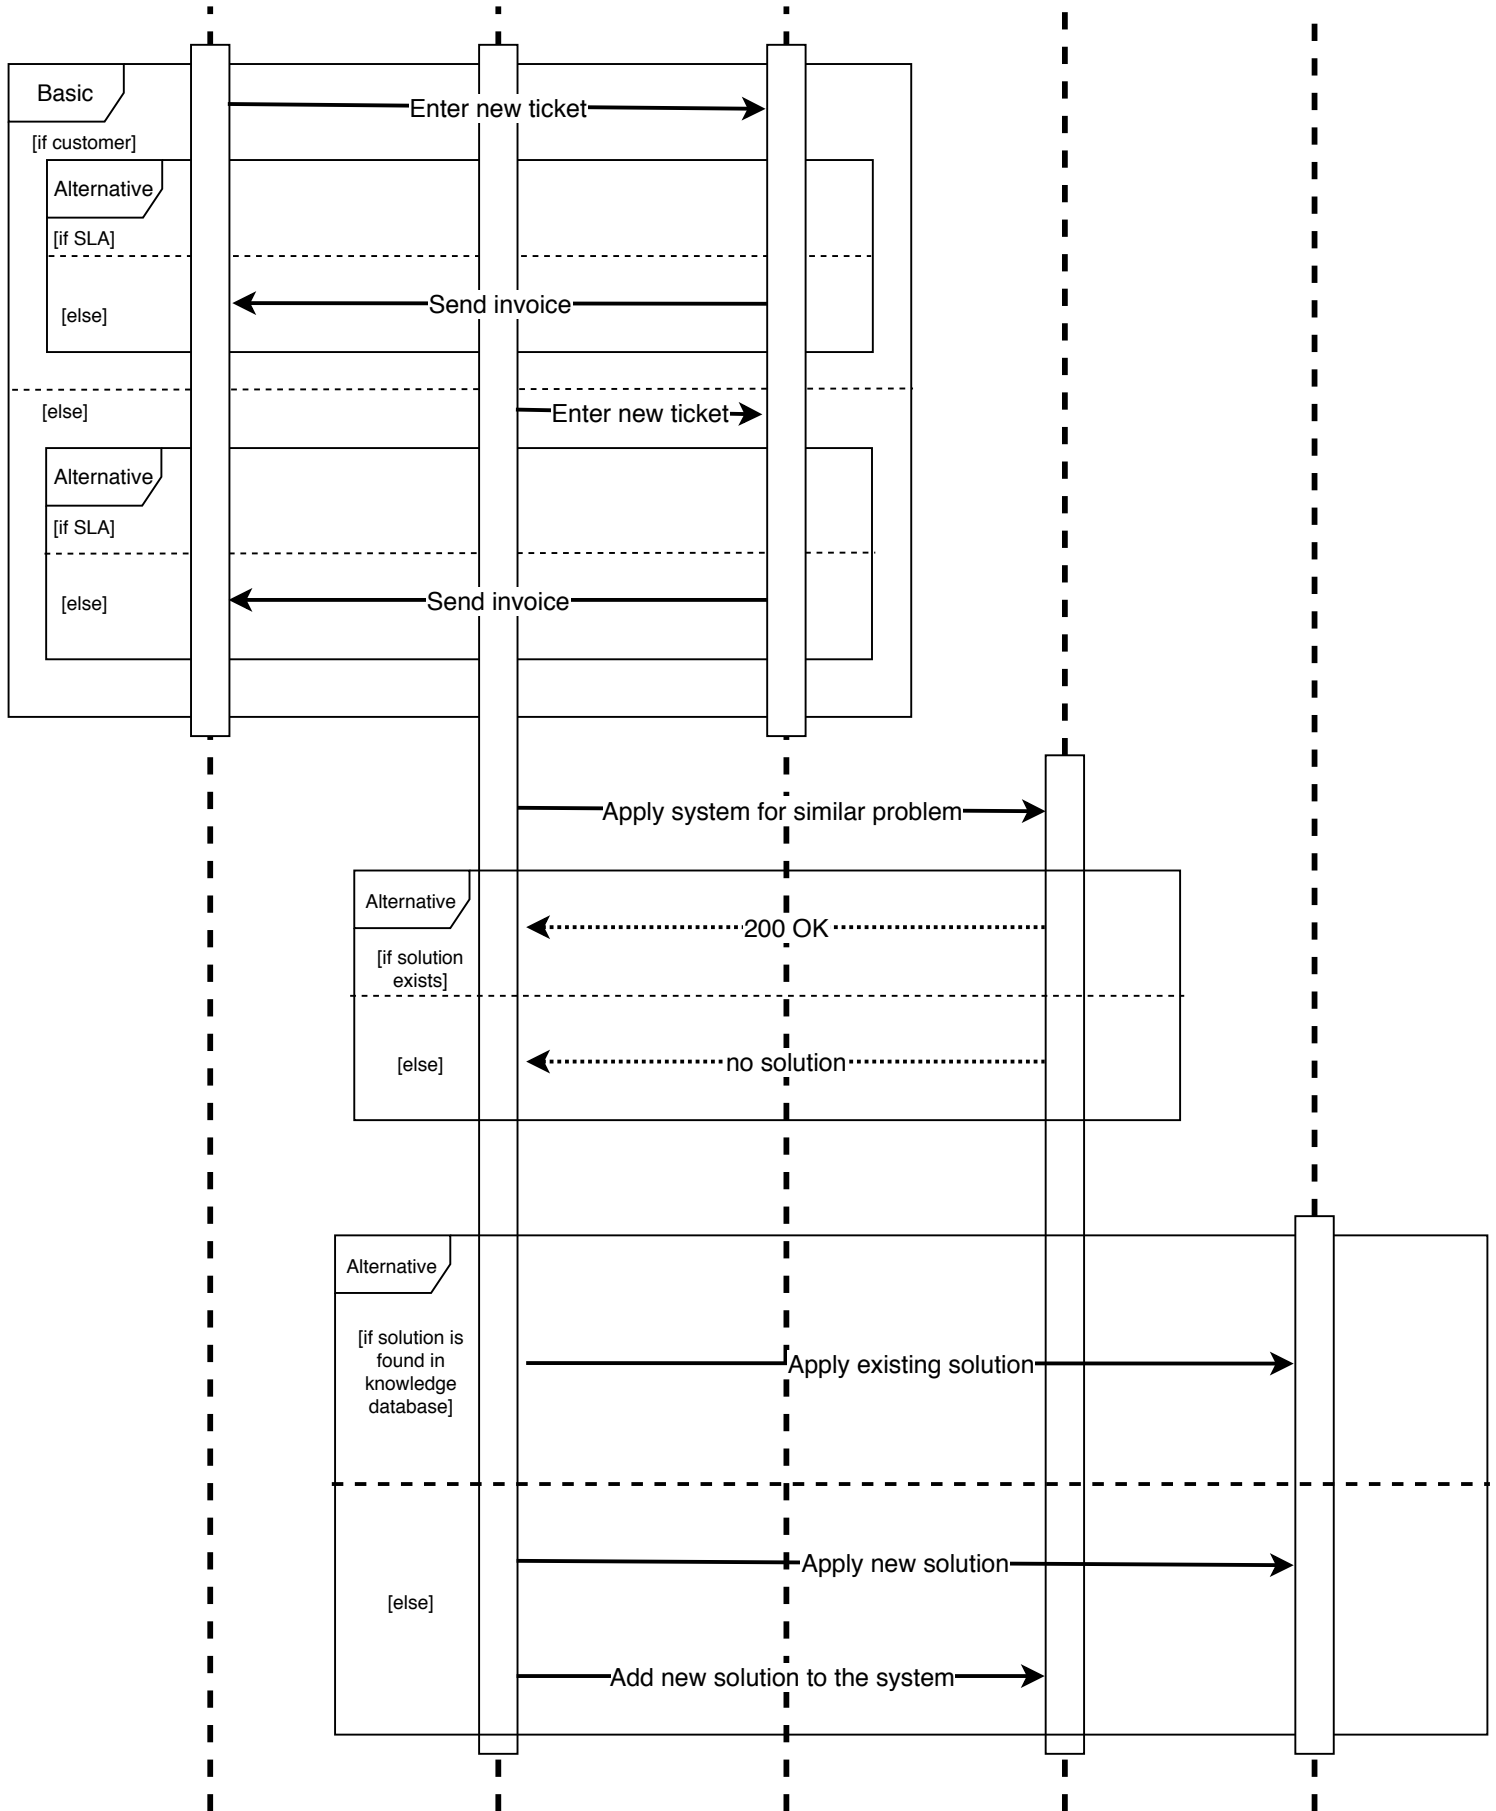 Basic
Enter new ticket
[if customer]
Alternative
[if SLA]
Send invoice
[else]
[else]
Enter new ticket
Alternative
[if SLA]
Send invoice
[else]
Apply system for similar problem
Alternative
200 OK
[if solution
exists]
no solution
[else]
Alternative
[if solution is
found in
knowledge
database]
Apply existing solution
Apply new solution
[else]
Add new solution to the system